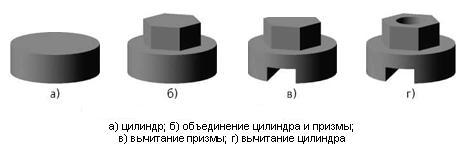 а) б) в) г)
а) цилиндр; б) объединение цилиндра и призмы;
в) вычитание призмы; г) вычитание цилиндра